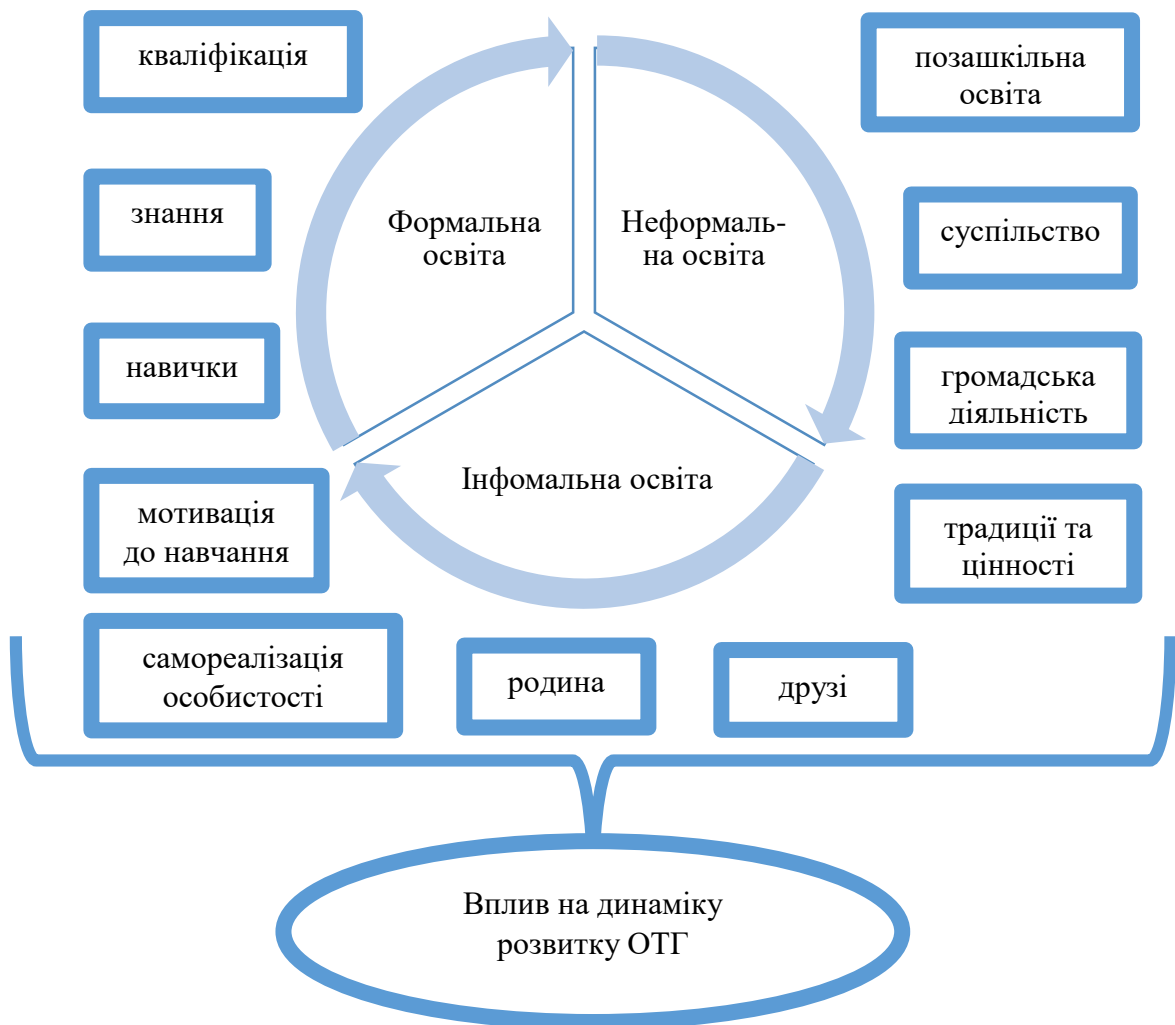 кваліфікація
позашкільна
освіта
знання
Формальна
освіта
Неформаль-
на освіта
суспільство
навички
громадська
діяльність
Інфомальна освіта
мотивація
до навчання
традиції та
цінності
самореалізація
особистості
родина
друзі
Вплив на динаміку
розвитку ОТГ